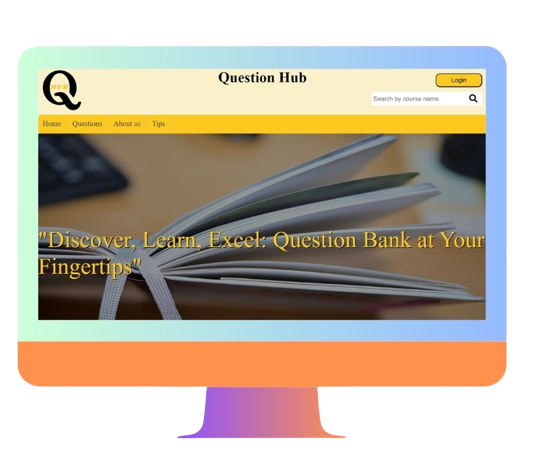 HUB
Q
Question Hub
Login
Search by course name
Home Questions About us Tips
"Discover, Learn, Excel: Question Bank at Your
Fingertips"